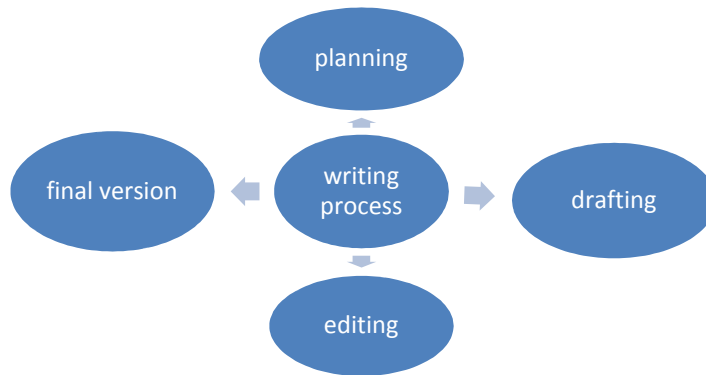 planning
final version
writing
process
drafting
editing